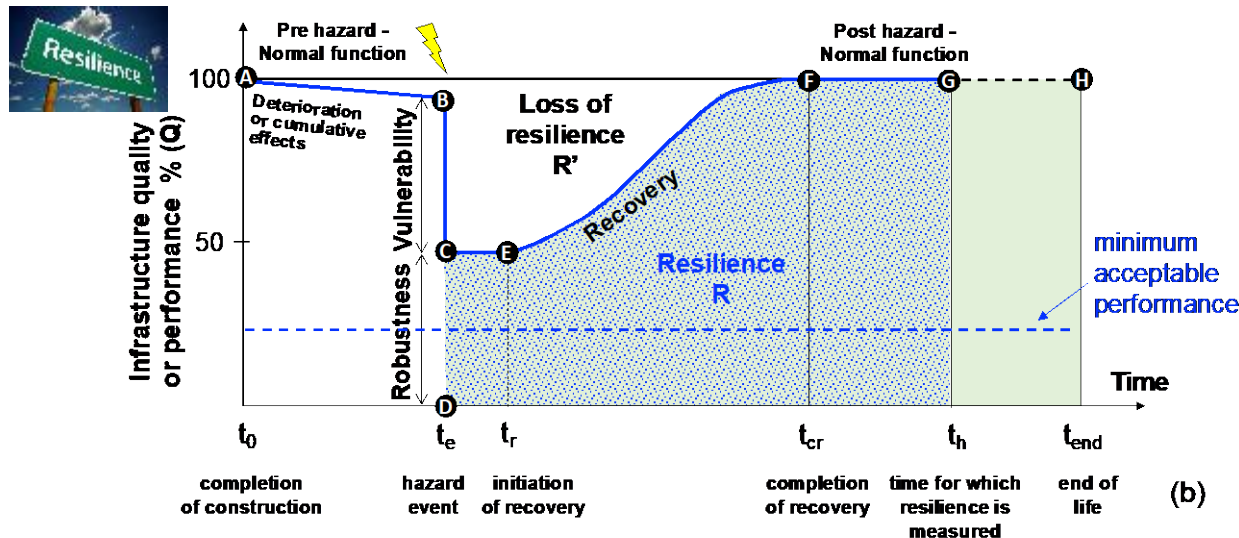 Resilience
Pre hazard –
Normal function
Post hazard –
Normal function
100
A
B
F
G
H
Deterioration
or cumulative
effects
Loss of
resilience
R'
Infrastructure quality
or performance % (Q)
Vulnerability
Recovery
50
C
E
Resilience
R
minimum
acceptable
performance
Robustness
D
Time
t0
te
tr
tcr
th
tend
completion
of construction
hazard
event
initiation
of recovery
completion
of recovery
time for which
resilience is
measured
end of
life
(b)